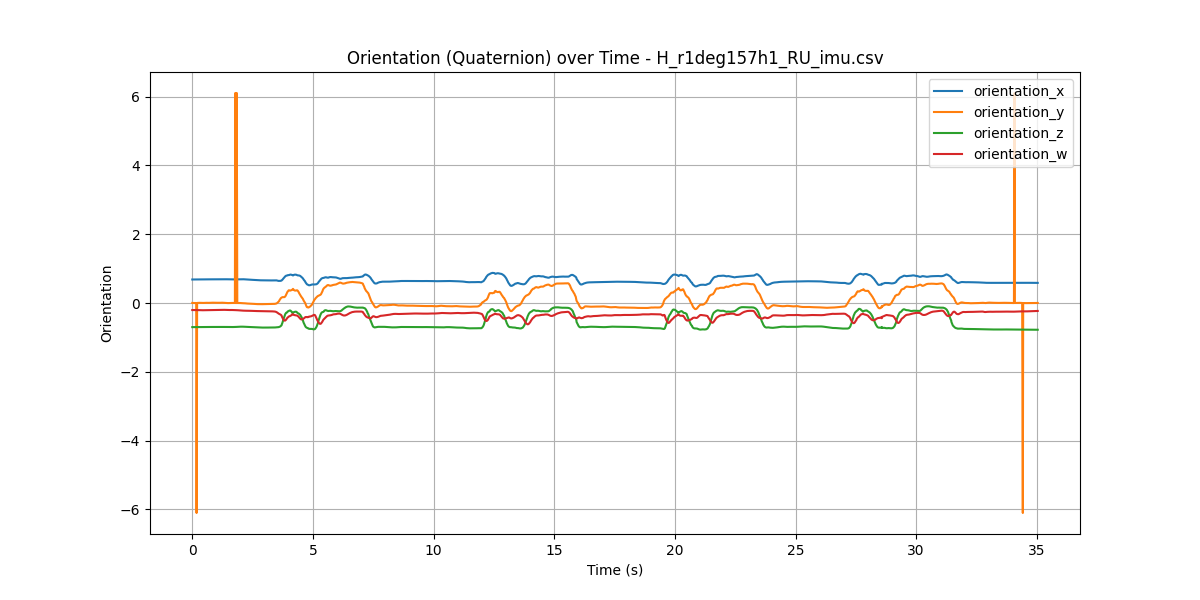 Orientation (Quaternion) over Time - H_r1deg157h1_RU_imu.csv
orientation_x
orientation_y
orientation_z
orientation_w
Orientation
6
4
2
0
−2
−4
−6
0 5 10 15 20 25 30 35
Time (s)